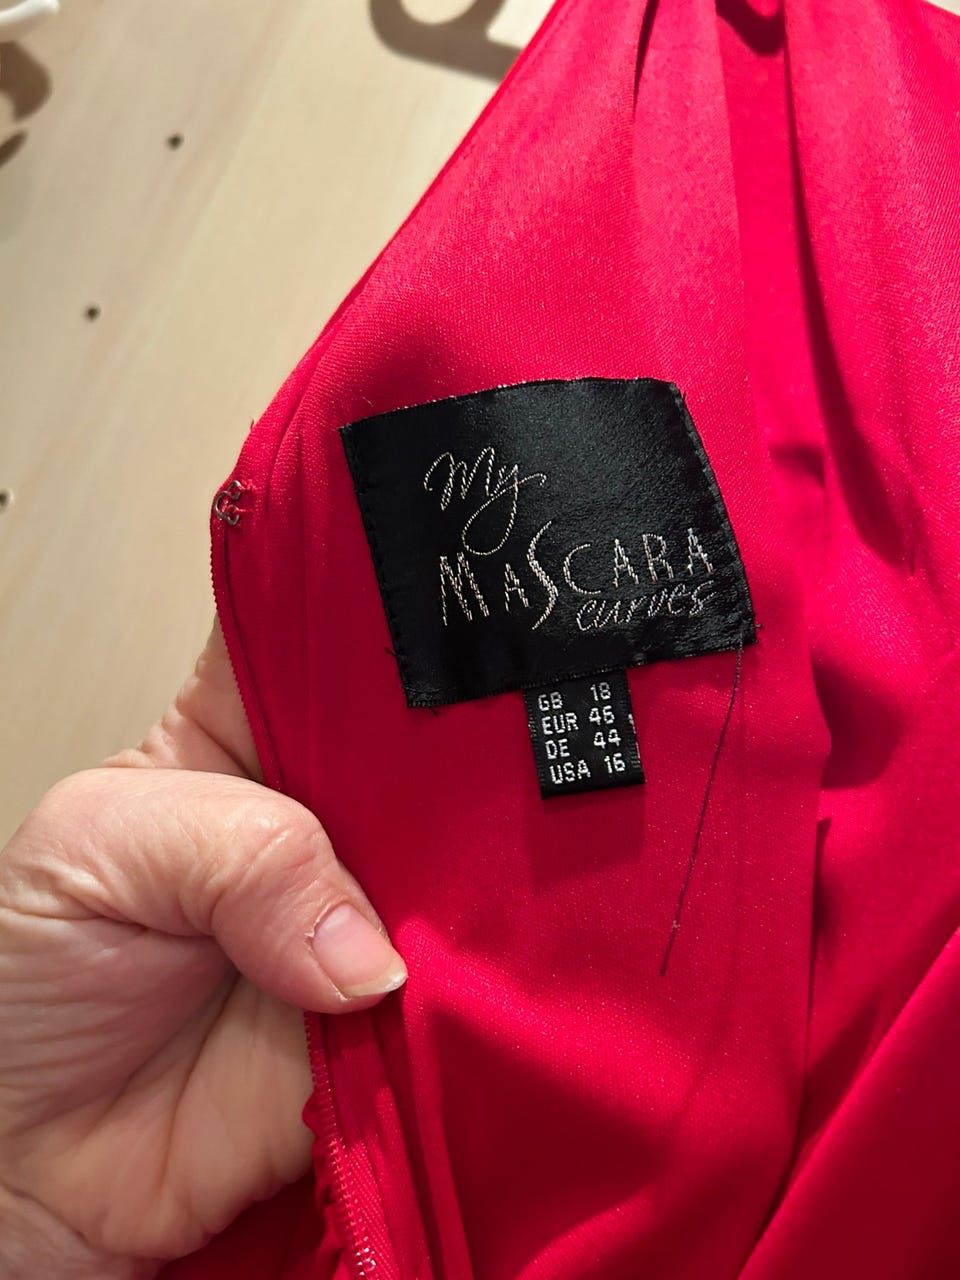 My
MASCARA
curves
GB 18
EUR 46
DE 44
USA 16